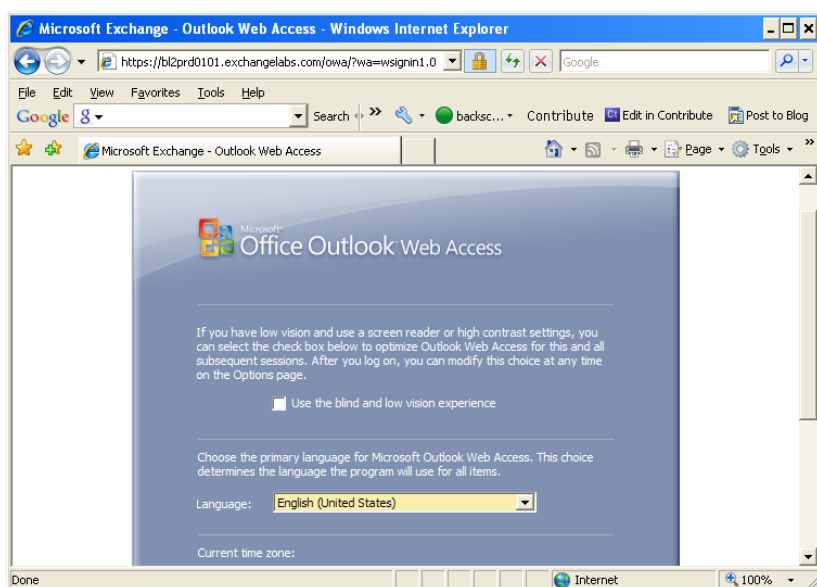 Microsoft Exchange - Outlook Web Access - Windows Internet Explorer
https://bl2prd0101.exchangelabs.com/owa/?wa=wsignin1.0 Google
File Edit View Favorites Tools Help
Google Search » backsc... Contribute Edit in Contribute Post to Blog
Microsoft Exchange - Outlook Web Access Page Tools »
Microsoft
Office Outlook Web Access
If you have low vision and use a screen reader or high contrast settings, you
can select the check box below to optimize Outlook Web Access for this and all
subsequent sessions. After you log on, you can modify this choice at any time
on the Options page.
Use the blind and low vision experience
Choose the primary language for Microsoft Outlook Web Access. This choice
determines the language the program will use for all items.
Language: English (United States)
Current time zone:
Done Internet 100%